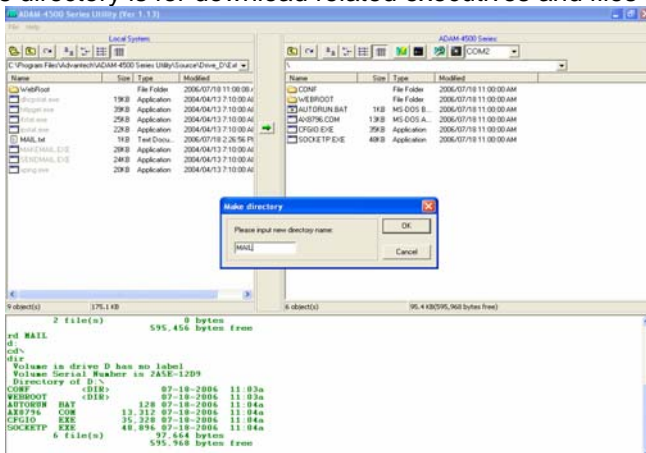 s directory is for download related executives and files
ADAM-4500 Series Utility (Ver 1.13)
File Help
Local System
ADAM-4500 Series
COM2
C:\Program Files\Advantech\ADAM-4500 Series Utility\Source\Drive_D\Ext
\
Name Size Type Modified
WebRoot File Folder 2006/07/18 11:08:08
19KB Application 2004/04/13 7:10:00 AM
39KB Application 2004/04/13 7:10:00 AM
25KB Application 2004/04/13 7:10:00 AM
22KB Application 2004/04/13 7:10:00 AM
MAIL.txt 1KB Text Docu... 2006/07/18 2:26:56 PM
MAKEMAIL.EXE 28KB Application 2004/04/13 7:10:00 AM
SENDMAIL.EXE 24KB Application 2004/04/13 7:10:00 AM
20KB Application 2004/04/13 7:10:00 AM
Name Size Type Modified
CONF File Folder 2006/07/18 11:00:00 AM
WEBROOT File Folder 2006/07/18 11:00:00 AM
AUTORUN.BAT 1KB MS-DOS B... 2006/07/18 11:00:00 AM
AX8796.COM 13KB MS-DOS A... 2006/07/18 11:00:00 AM
CFGIO.EXE 35KB Application 2006/07/18 11:00:00 AM
SOCKETP.EXE 48KB Application 2006/07/18 11:00:00 AM
Make directory
Please input new directory name:
MAIL
OK
Cancel
9 object(s) 175.1 KB
6 object(s) 95.4 KB(595,968 bytes free)
2 file(s) 0 bytes
595,456 bytes free
rd MAIL
d:
cd\
dir
Volume in drive D has no label
Volume Serial Number is 2A5E-12D9
Directory of D:\
CONF <DIR> 07-18-2006 11:03a
WEBROOT <DIR> 07-18-2006 11:03a
AUTORUN BAT 128 07-18-2006 11:04a
AX8796 COM 13,312 07-18-2006 11:04a
CFGIO EXE 35,328 07-18-2006 11:04a
SOCKETP EXE 48,896 07-18-2006 11:04a
6 file(s) 97,664 bytes
595,968 bytes free